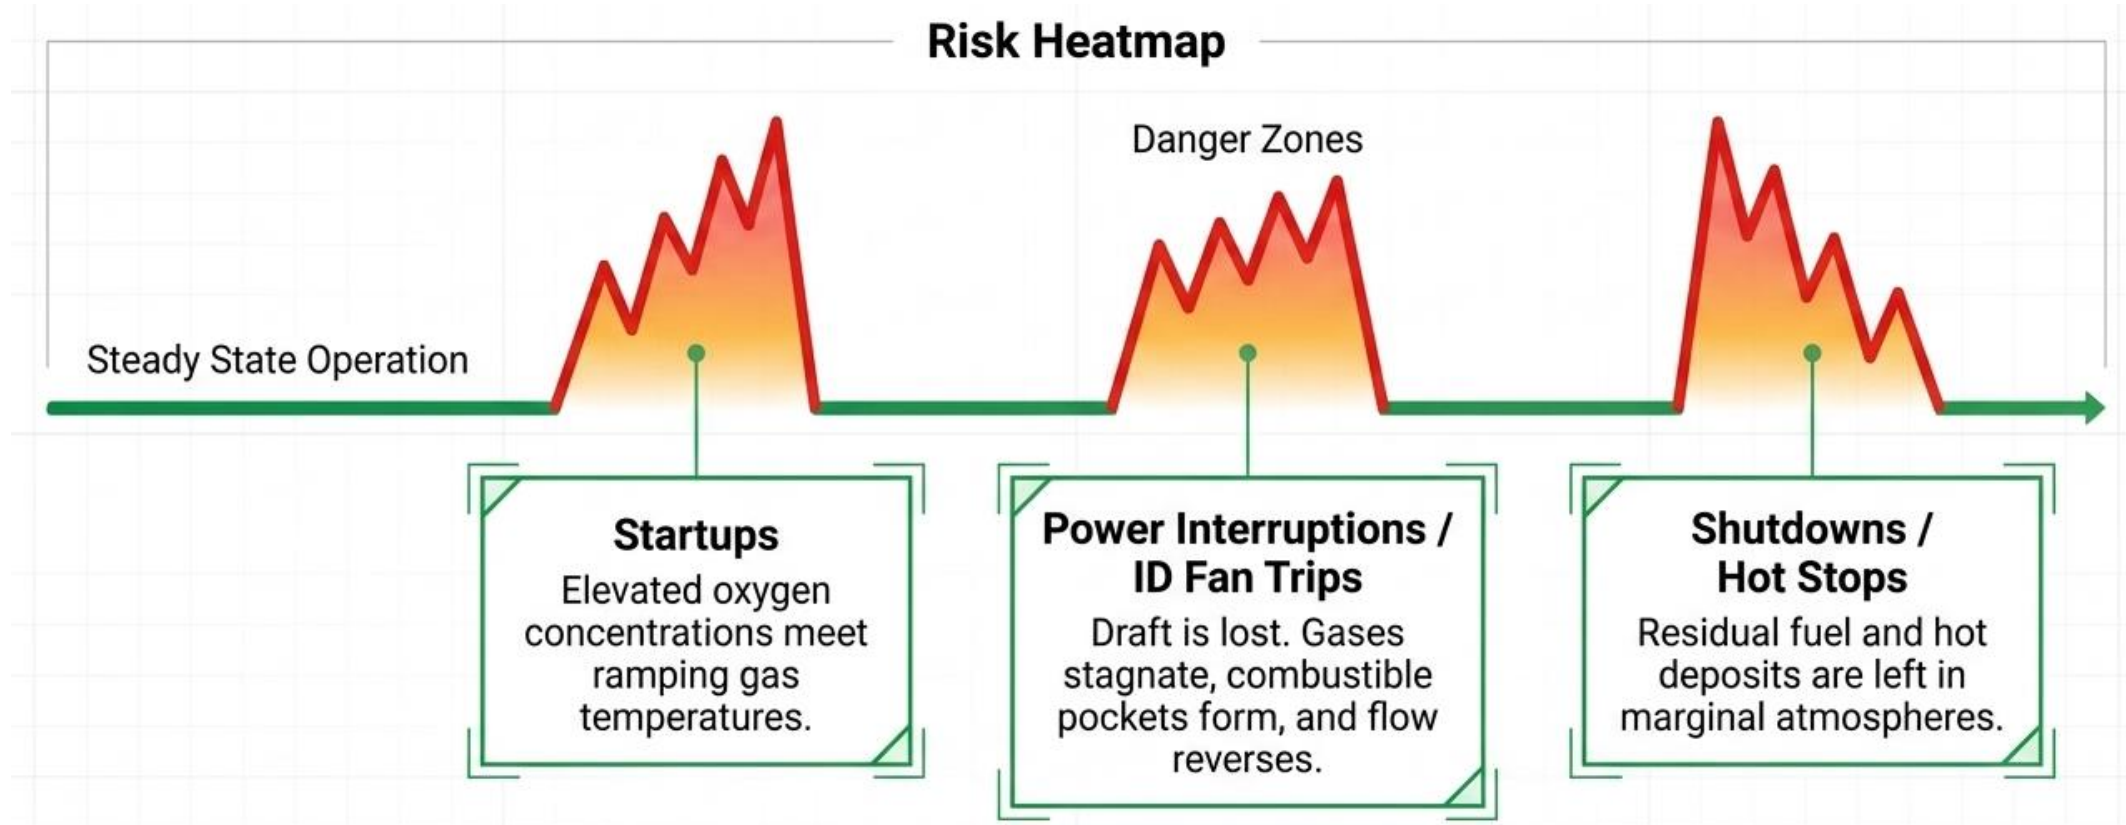 Risk Heatmap
Danger Zones
Steady State Operation
Startups
Elevated oxygen
concentrations meet
ramping gas
temperatures.
Power Interruptions /
ID Fan Trips
Draft is lost. Gases
stagnate, combustible
pockets form, and flow
reverses.
Shutdowns /
Hot Stops
Residual fuel and hot
deposits are left in
marginal atmospheres.